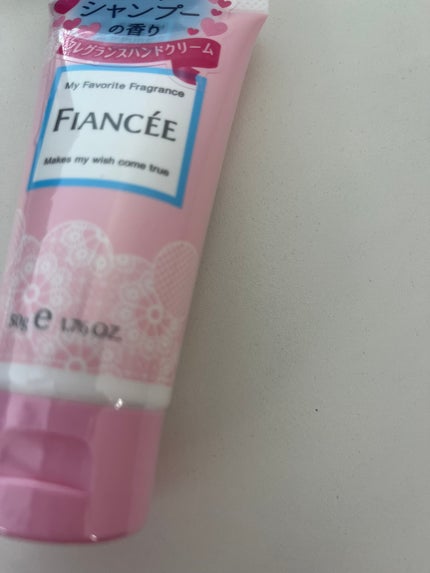 シャンプー
の香り
フレグランスハンドクリーム
My Favorite Fragrance
FIANCÉE
Makes my wish come true
50g e 1.76 OZ.